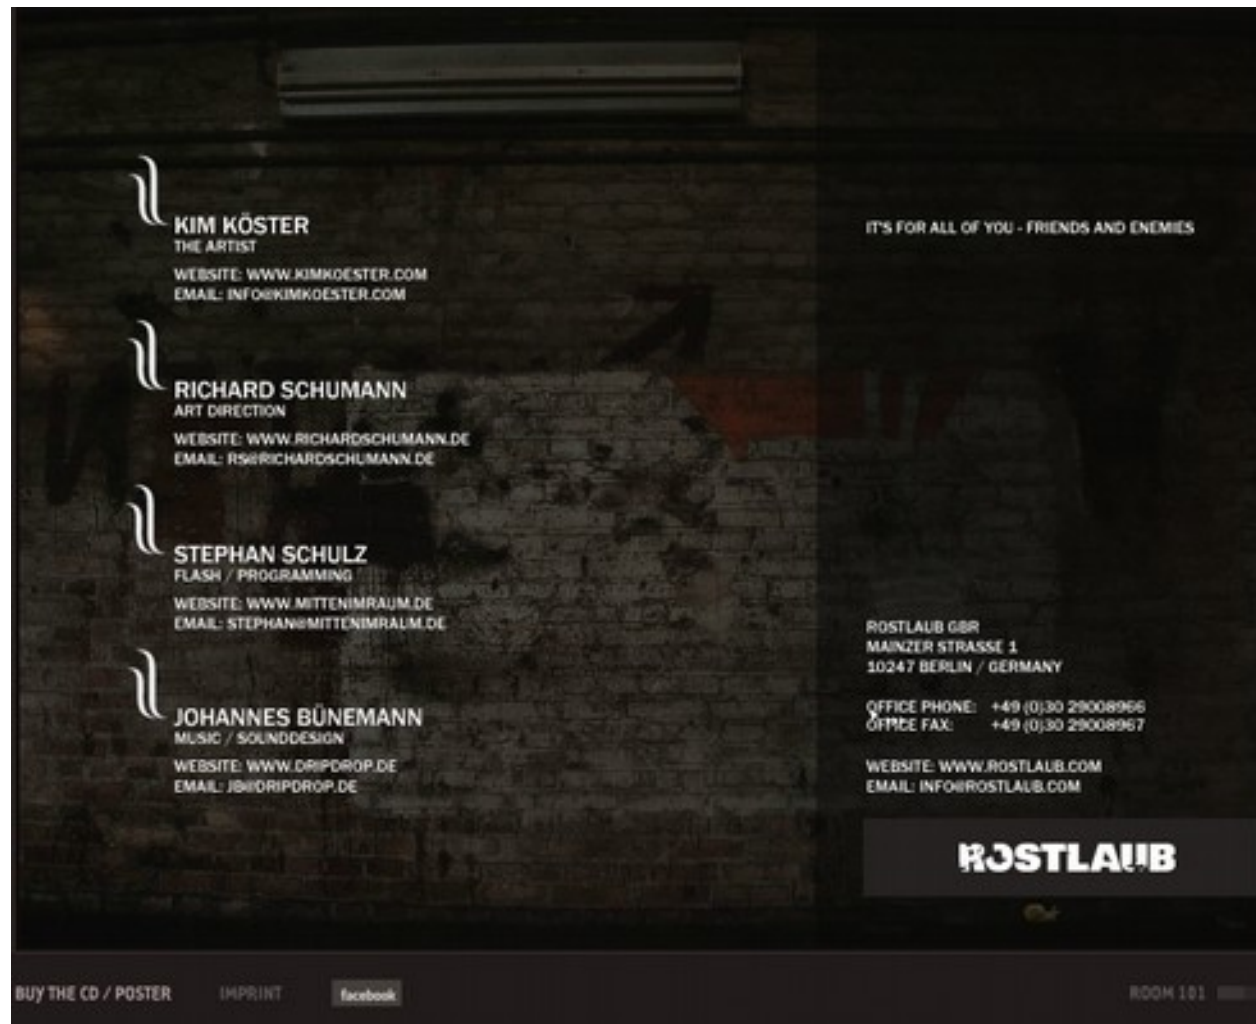 KIM KÖSTER
THE ARTIST
WEBSITE: WWW.KIMKOESTER.COM
EMAIL: INFO@KIMKOESTER.COM
RICHARD SCHUMANN
ART DIRECTION
WEBSITE: WWW.RICHARDSCHUMANN.DE
EMAIL: RS@RICHARDSCHUMANN.DE
STEPHAN SCHULZ
FLASH / PROGRAMMING
WEBSITE: WWW.MITTENIMRAUM.DE
EMAIL: STEPHAN@MITTENIMRAUM.DE
JOHANNES BÜNEMANN
MUSIC / SOUNDDESIGN
WEBSITE: WWW.DRIPDROP.DE
EMAIL: JB@DRIPDROP.DE
IT'S FOR ALL OF YOU - FRIENDS AND ENEMIES
ROSTLAUB GBR
MAINZER STRASSE 1
10247 BERLIN / GERMANY
OFFICE PHONE: +49 (0)30 29008966
OFFICE FAX: +49 (0)30 29008967
WEBSITE: WWW.ROSTLAUB.COM
EMAIL: INFO@ROSTLAUB.COM
ROSTLAUB
BUY THE CD / POSTER IMPRINT facebook ROOM 101